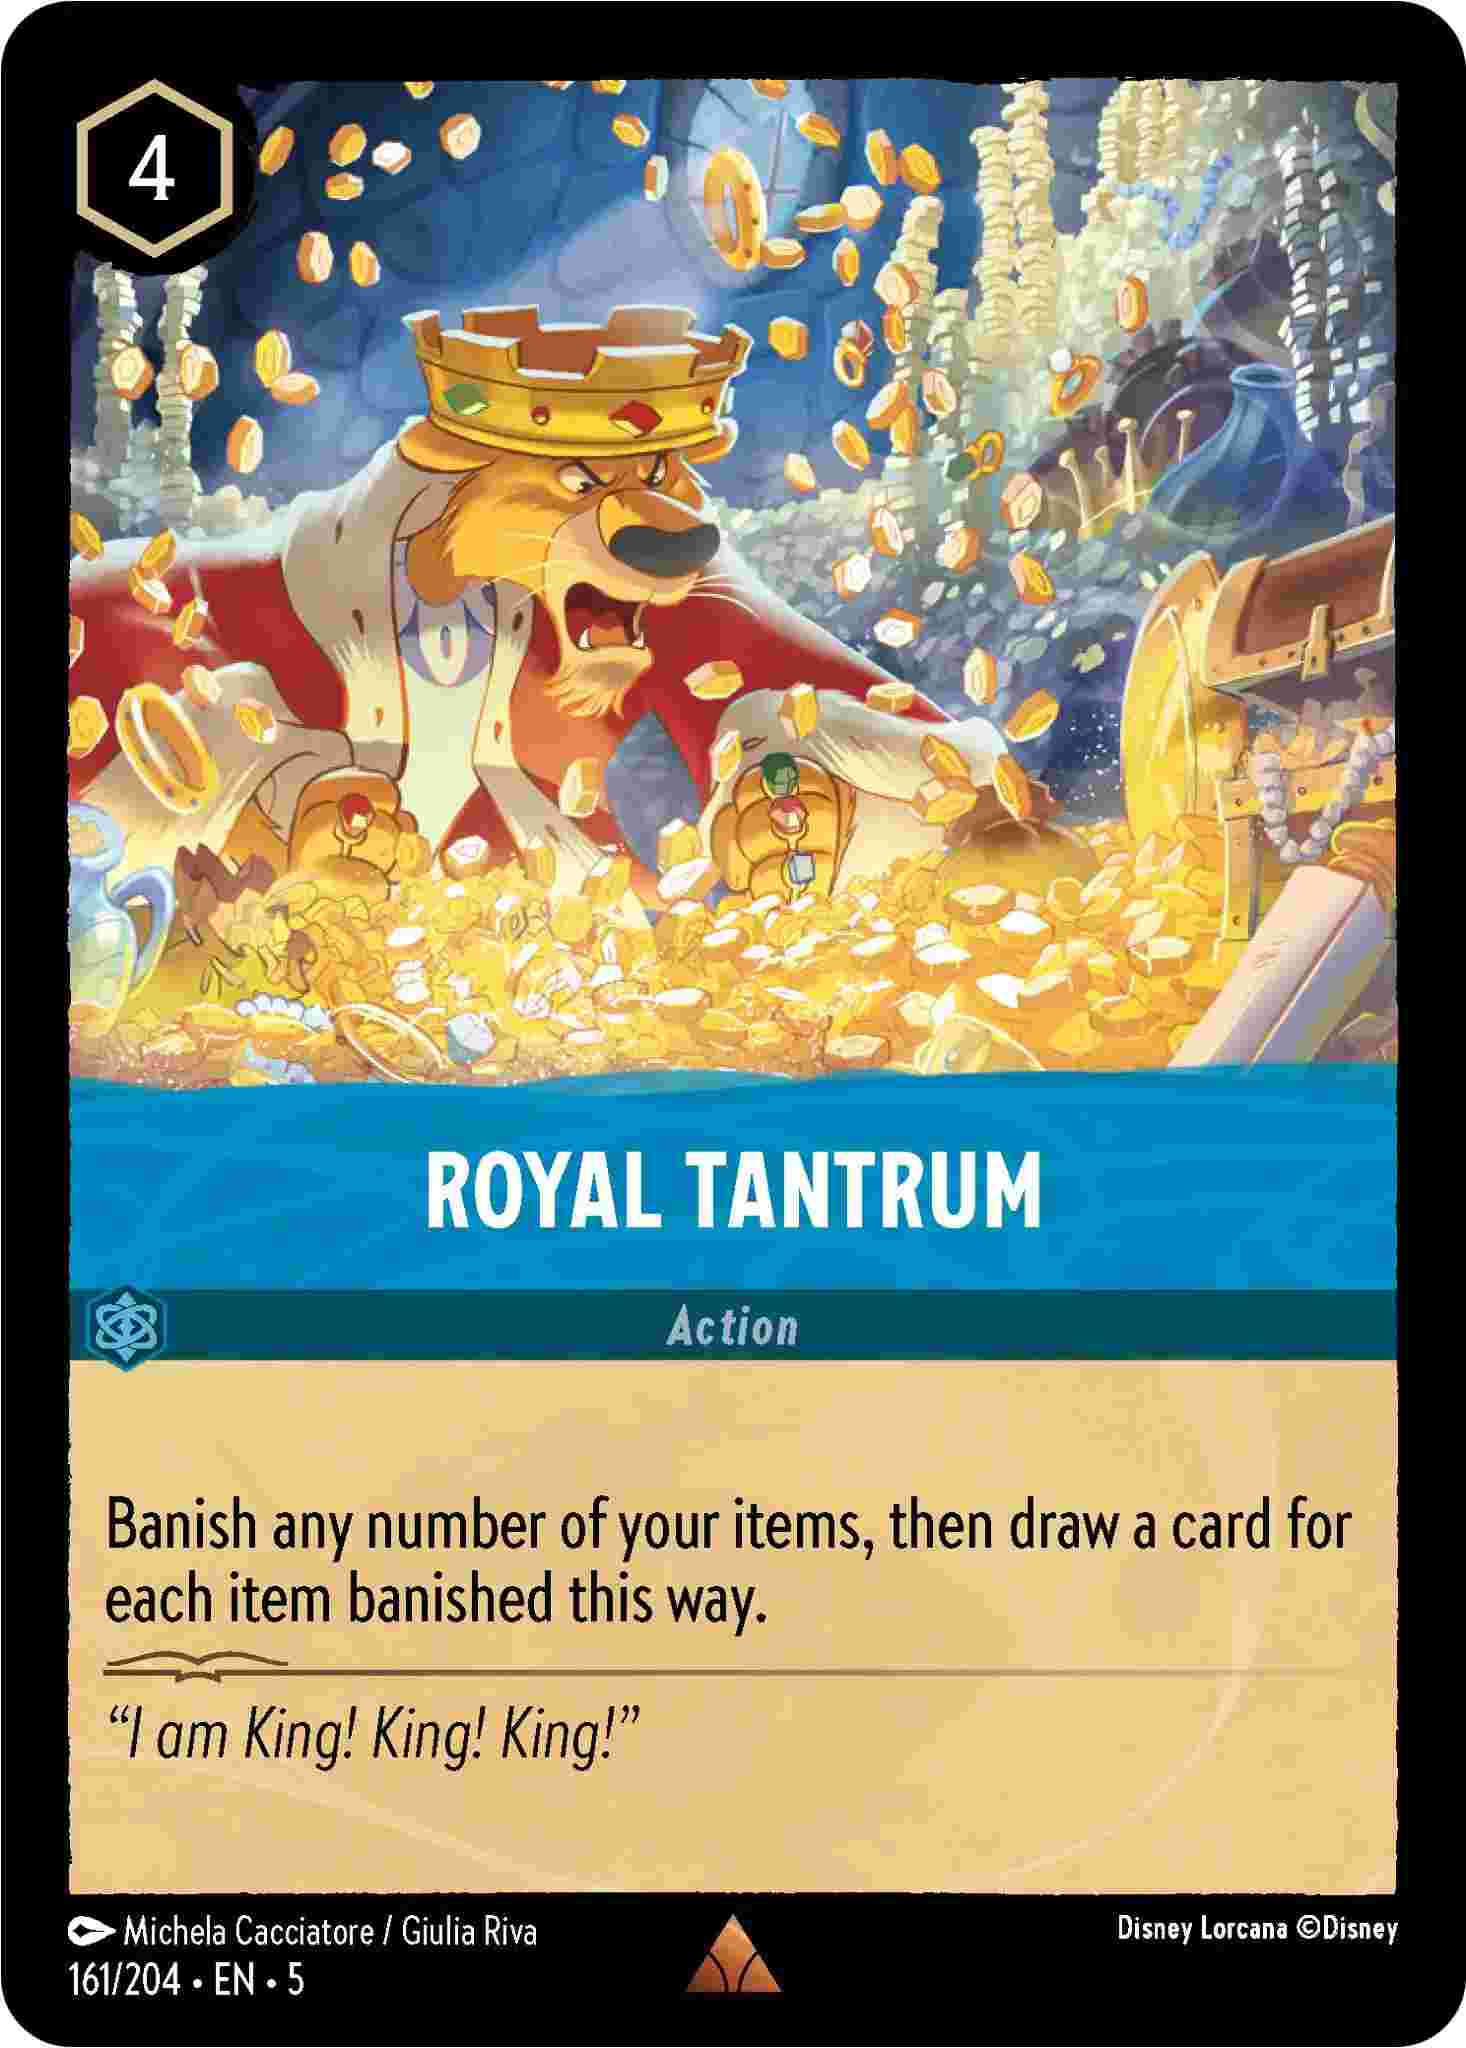 4
ROYAL TANTRUM
Action
Banish any number of your items, then draw a card for
each item banished this way.
“I am King! King! King!”
Michela Cacciatore / Giulia Riva
Disney Lorcana ©Disney
161/204 • EN • 5